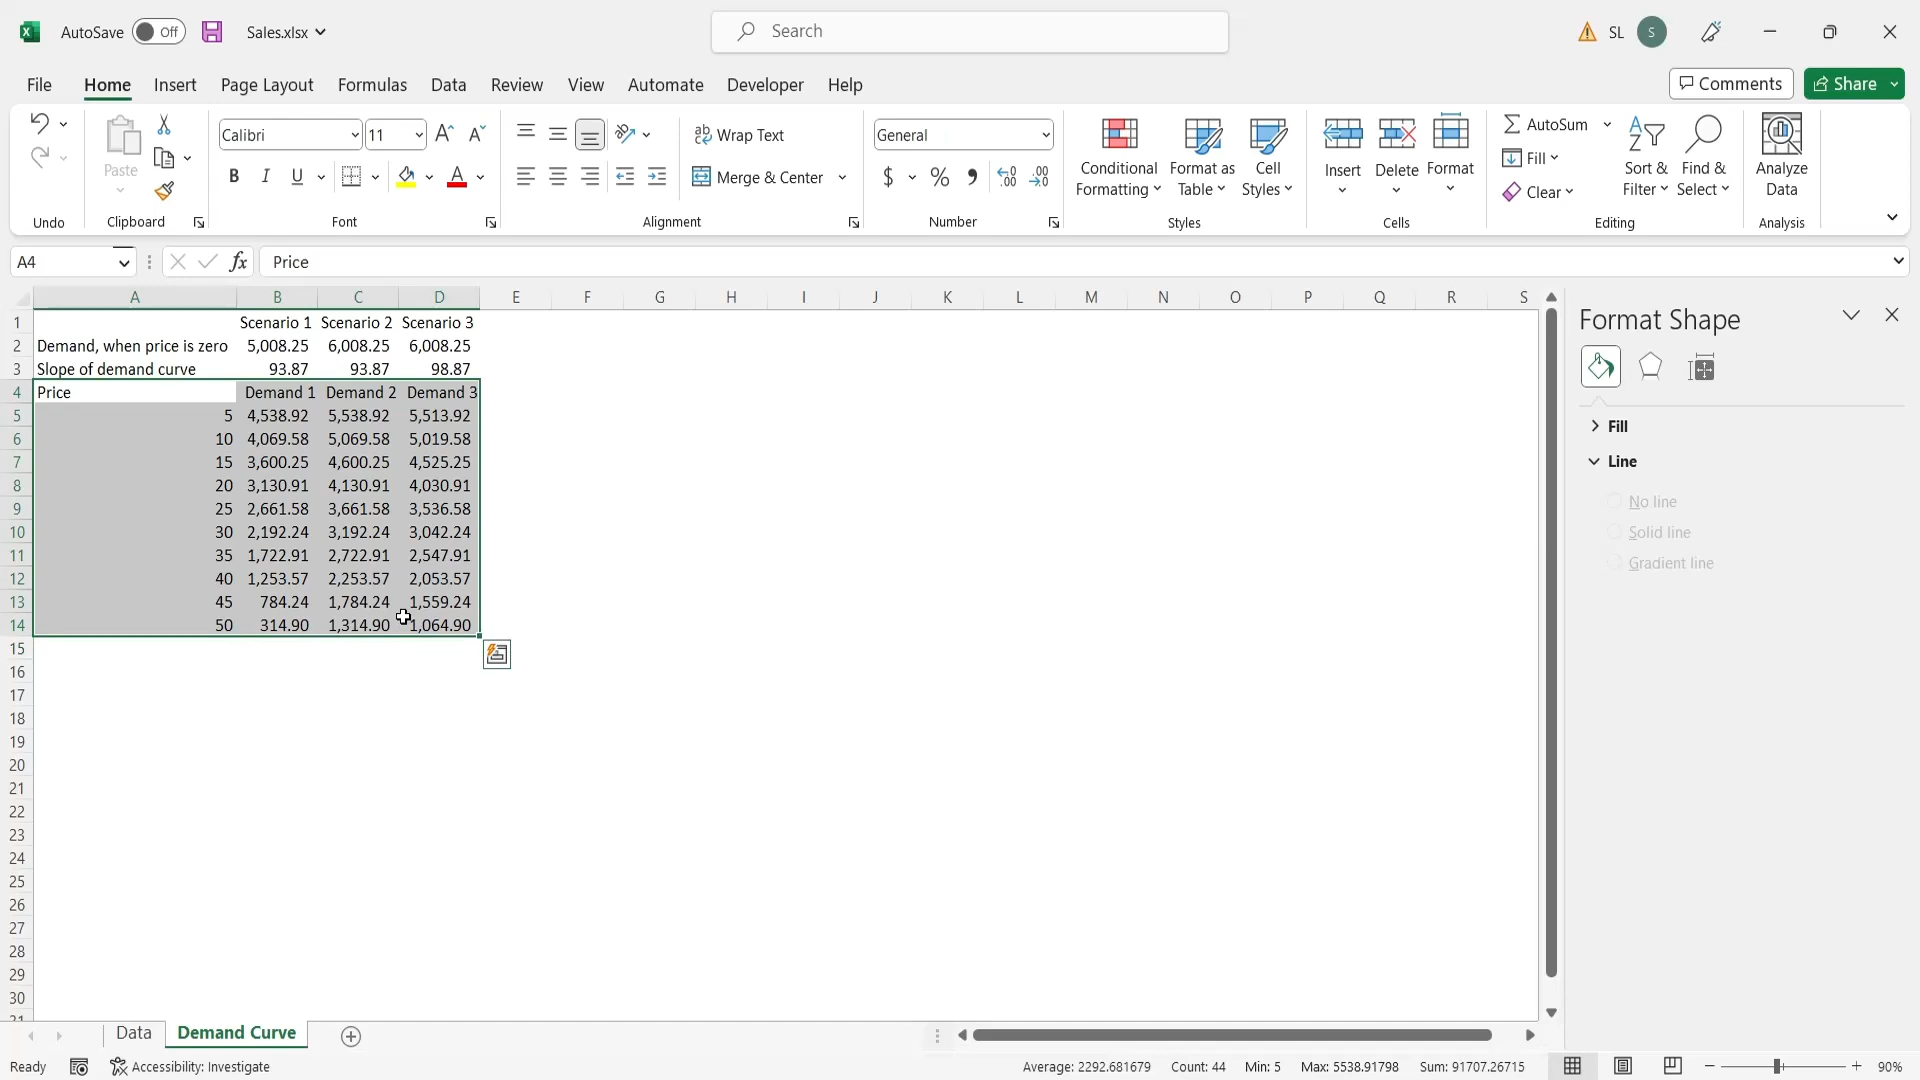 AutoSave Off Sales.xlsx Search SL S
File Home Insert Page Layout Formulas Data Review View Automate Developer Help Comments Share
Paste
Calibri 11
B I U A
Wrap Text
Merge & Center
General
$ %
Conditional Formatting
Format as Table
Cell Styles
Insert
Delete
Format
AutoSum
Fill
Clear
Sort & Filter
Find & Select
Analyze Data
Undo Clipboard Font Alignment Number Styles Cells Editing Analysis
A4 fx Price
A B C D E F G H I J K L M N O P Q R S
1 Scenario 1 Scenario 2 Scenario 3
2 Demand, when price is zero 5,008.25 6,008.25 6,008.25
3 Slope of demand curve 93.87 93.87 98.87
4 Price Demand 1 Demand 2 Demand 3
5 5 4,538.92 5,538.92 5,513.92
6 10 4,069.58 5,069.58 5,019.58
7 15 3,600.25 4,600.25 4,525.25
8 20 3,130.91 4,130.91 4,030.91
9 25 2,661.58 3,661.58 3,536.58
10 30 2,192.24 3,192.24 3,042.24
11 35 1,722.91 2,722.91 2,547.91
12 40 1,253.57 2,253.57 2,053.57
13 45 784.24 1,784.24 1,559.24
14 50 314.90 1,314.90 1,064.90
15
16
17
18
19
20
21
22
23
24
25
26
27
28
29
30
21
Format Shape
Fill
Line
No line
Solid line
Gradient line
Data Demand Curve
Ready Accessibility: Investigate Average: 2292.681679 Count: 44 Min: 5 Max: 5538.91798 Sum: 91707.26715 90%